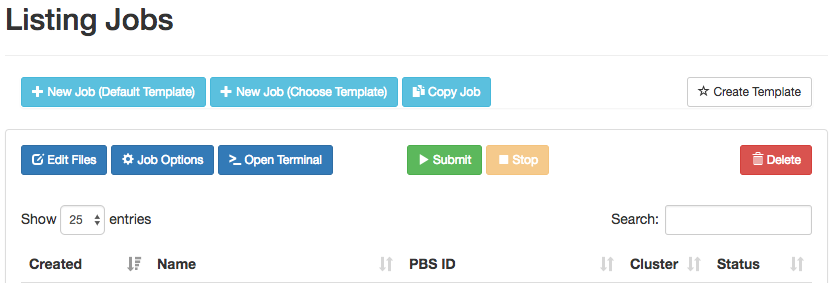 Listing Jobs
New Job (Default Template) New Job (Choose Template) Copy Job Create Template
Edit Files Job Options Open Terminal Submit Stop Delete
Show 25 entries Search:
Created Name PBS ID Cluster Status